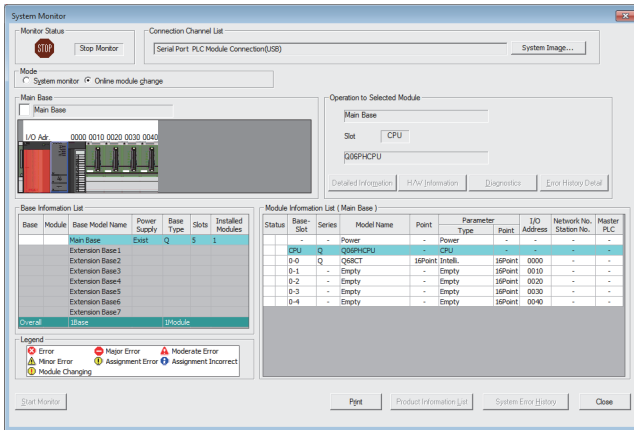 System Monitor
Monitor Status
STOP
Stop Monitor
Connection Channel List
Serial Port PLC Module Connection(USB)
System Image...
Mode
System monitor
Online module change
Main Base
Main Base
I/O Adr. 0000 0010 0020 0030 0040
Operation to Selected Module
Main Base
Slot CPU
Q06PHCPU
Detailed Information
H/W Information
Diagnostics
Error History Detail
Base Information List
Base Module Base Model Name Power Supply Base Type Slots Installed Modules
Main Base Exist Q 5 1
Extension Base1
Extension Base2
Extension Base3
Extension Base4
Extension Base5
Extension Base6
Extension Base7
Overall 1Base 1Module
Module Information List ( Main Base )
Status Base-Slot Series Model Name Point Parameter Type Point I/O Address Network No. Station No. Master PLC
- - Power - Power - - - -
CPU Q Q06PHCPU - CPU - - - -
0-0 Q Q68CT 16Point Intelli. 16Point 0000 - -
0-1 - Empty - Empty 16Point 0010 - -
0-2 - Empty - Empty 16Point 0020 - -
0-3 - Empty - Empty 16Point 0030 - -
0-4 - Empty - Empty 16Point 0040 - -
Legend
Error
Major Error
Moderate Error
Minor Error
Assignment Error
Assignment Incorrect
Module Changing
Start Monitor
Print
Product Information List
System Error History
Close